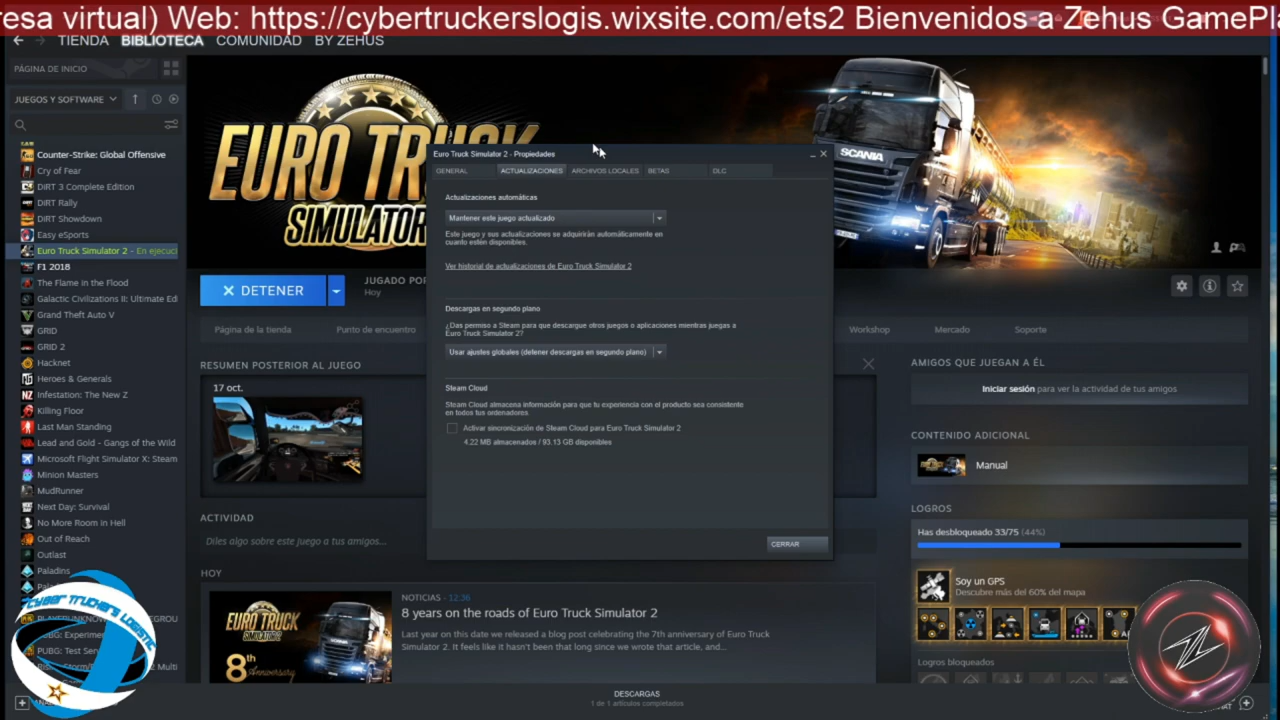 resa virtual) Web: https://cybertruckerslogis.wixsite.com/ets2 Bienvenidos a Zehus GamePla
TIENDA BIBLIOTECA COMUNIDAD BY ZEHUS
PÁGINA DE INICIO
JUEGOS Y SOFTWARE
Counter-Strike: Global Offensive
Cry of Fear
DiRT 3 Complete Edition
DiRT Rally
DiRT Showdown
Easy eSports
Euro Truck Simulator 2 - En ejecuci
F1 2018
The Flame in the Flood
Galactic Civilizations II: Ultimate Edi
Grand Theft Auto V
GRID
GRID 2
Hacknet
Heroes & Generals
Infestation: The New Z
Killing Floor
Last Man Standing
Lead and Gold - Gangs of the Wild
Microsoft Flight Simulator X: Steam
Minion Masters
MudRunner
Next Day: Survival
No More Room in Hell
Out of Reach
Outlast
Paladins
PUBG: Test Ser
Multi
CYBER TRUCKERS LOGISTIC
EURO TRUCK
SIMULATOR
SCANIA
Euro Truck Simulator 2 - Propiedades
GENERAL ACTUALIZACIONES ARCHIVOS LOCALES BETAS DLC
Actualizaciones automáticas
Mantener este juego actualizado
Este juego y sus actualizaciones se adquirirán automáticamente en
cuanto estén disponibles.
Ver historial de actualizaciones de Euro Truck Simulator 2
Descargas en segundo plano
¿Das permiso a Steam para que descargue otros juegos o aplicaciones mientras juegas a
Euro Truck Simulator 2?
Usar ajustes globales (detener descargas en segundo plano)
Steam Cloud
Steam Cloud almacena información para que tu experiencia con el producto sea consistente
en todos tus ordenadores
Activar sincronización de Steam Cloud para Euro Truck Simulator 2
4.22 MB almacenados / 93.13 GB disponibles
CERRAR
DETENER
JUGADO POR
Hoy
Página de la tienda
Punto de encuentro
Workshop
Mercado
Soporte
RESUMEN POSTERIOR AL JUEGO
17 oct.
ACTIVIDAD
Diles algo sobre este juego a tus amigos...
HOY
EURO TRUCK
SIMULATOR
8th
Anniversary
NOTICIAS - 12:36
8 years on the roads of Euro Truck Simulator 2
Last year on this date we released a blog post celebrating the 7th anniversary of Euro Truck
Simulator 2. It feels like it hasn't been that long since we wrote that article, and...
AMIGOS QUE JUEGAN A ÉL
Iniciar sesión para ver la actividad de tus amigos
CONTENIDO ADICIONAL
Manual
LOGROS
Has desbloqueado 33/75 (44%)
Soy un GPS
Descubre más del 60% del mapa
Logros bloqueados
DESCARGAS
1 de 1 artículos completados